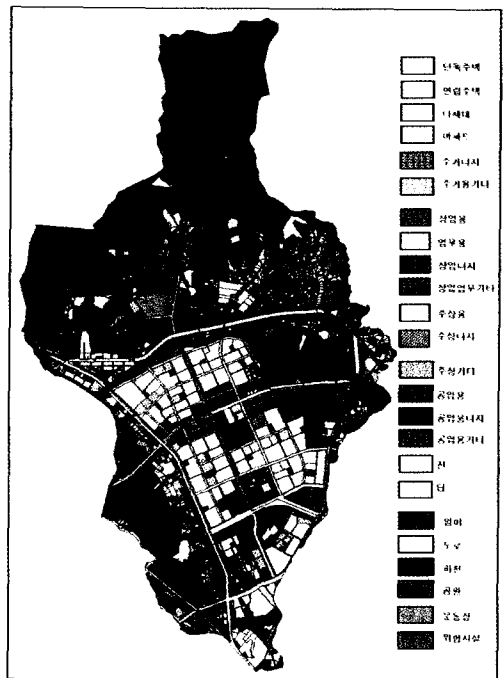 단독주택
연립주택
다세대
아파트
주거나지
주거용기타
상업용
업무용
상업나지
상업업무기타
주상용
주상나지
주상기타
공업용
공업용나지
공업용기타
전
답
임야
도로
하천
공원
운동장
위험시설